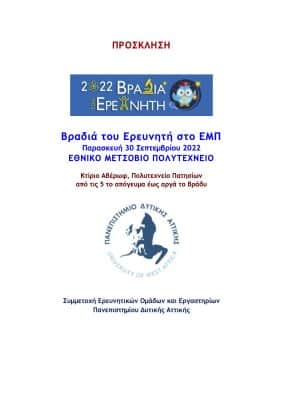 ΠΡΟΣΚΛΗΣΗ
2022 ΒΡΑΔΙΑ
ΤΟΥ ΕΡΕΥΝΗΤΗ
Βραδιά του Ερευνητή στο ΕΜΠ
Παρασκευή 30 Σεπτεμβρίου 2022
ΕΘΝΙΚΟ ΜΕΤΣΟΒΙΟ ΠΟΛΥΤΕΧΝΕΙΟ
Κτίριο Αβέρωφ, Πολυτεχνείο Πατησίων
από τις 5 το απόγευμα έως αργά το βράδυ
ΠΑΝΕΠΙΣΤΗΜΙΟ ΔΥΤΙΚΗΣ ΑΤΤΙΚΗΣ
UNIVERSITY OF WEST ATTICA
Συμμετοχή Ερευνητικών Ομάδων και Εργαστηρίων
Πανεπιστημίου Δυτικής Αττικής